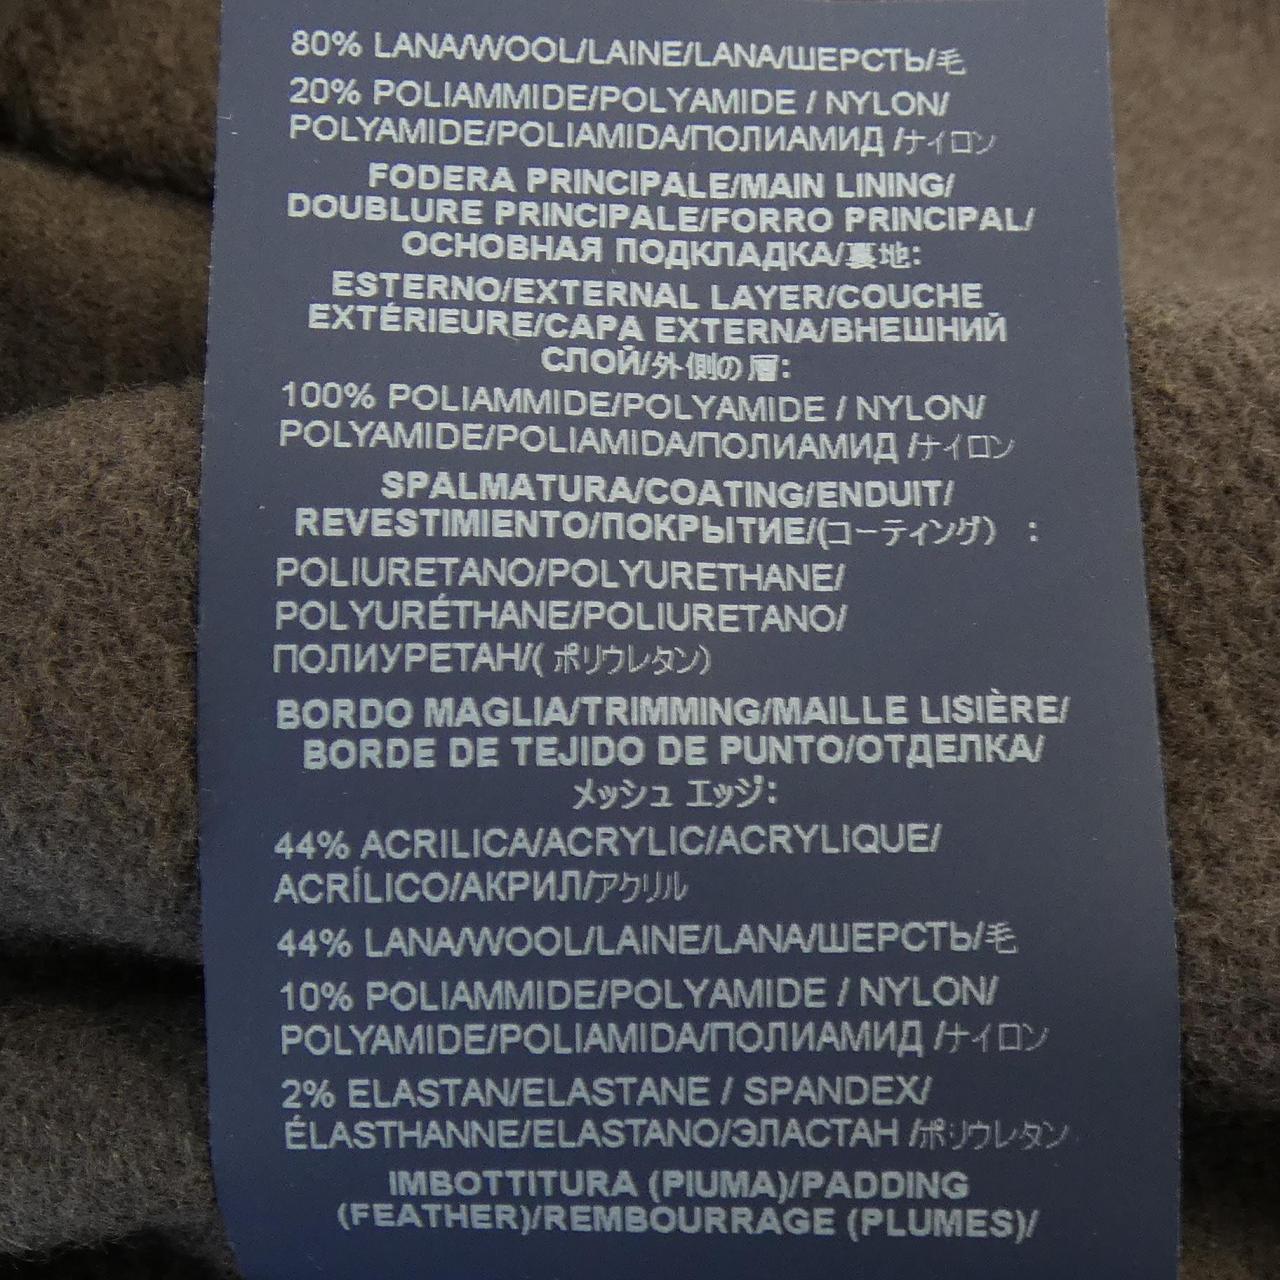 80% LANA/WOOL/LAINE/LANA/ШЕРСТЬ/毛
20% POLIAMMIDE/POLYAMIDE / NYLON/
POLYAMIDE/POLIAMIDA/ПОЛИАМИД /ナイロン
FODERA PRINCIPALE/MAIN LINING/
DOUBLURE PRINCIPALE/FORRO PRINCIPAL/
ОСНОВНАЯ ПОДКЛАДКА/裏地:
ESTERNO/EXTERNAL LAYER/COUCHE
EXTÉRIEURE/CAPA EXTERNA/ВНЕШНИЙ
СЛОЙ/外側の層:
100% POLIAMMIDE/POLYAMIDE / NYLON/
POLYAMIDE/POLIAMIDA/ПОЛИАМИД /ナイロン
SPALMATURA/COATING/ENDUIT/
REVESTIMIENTO/ПОКРЫТИЕ/(コーティング) :
POLIURETANO/POLYURETHANE/
POLYURÉTHANE/POLIURETANO/
ПОЛИУРЕТАН/( ポリウレタン)
BORDO MAGLIA/TRIMMING/MAILLE LISIÈRE/
BORDE DE TEJIDO DE PUNTO/ОТДЕЛКА/
メッシュ エッジ:
44% ACRILICA/ACRYLIC/ACRYLIQUE/
ACRÍLICO/АКРИЛ/アクリル
44% LANA/WOOL/LAINE/LANA/ШЕРСТЬ/毛
10% POLIAMMIDE/POLYAMIDE / NYLON/
POLYAMIDE/POLIAMIDA/ПОЛИАМИД /ナイロン
2% ELASTAN/ELASTANE / SPANDEX/
ÉLASTHANNE/ELASTANO/ЭЛАСТАН /ポリウレタン
IMBOTTITURA (PIUMA)/PADDING
(FEATHER)/REMBOURRAGE (PLUMES)/